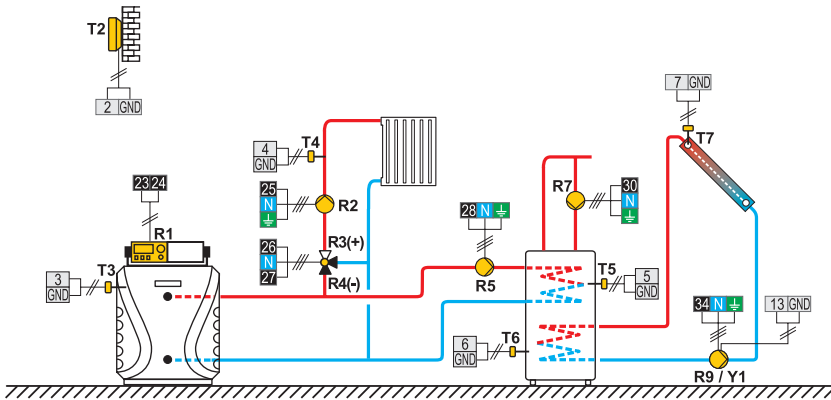 T2
2 GND
7 GND
T7
4
GND
T4
23 24
25
N
R2
R7
30
N
28 N
R1
26
N
27
R3(+)
R4(-)
R5
3
GND
T3
T5
5
GND
6
GND
T6
34 N
13 GND
R9 / Y1